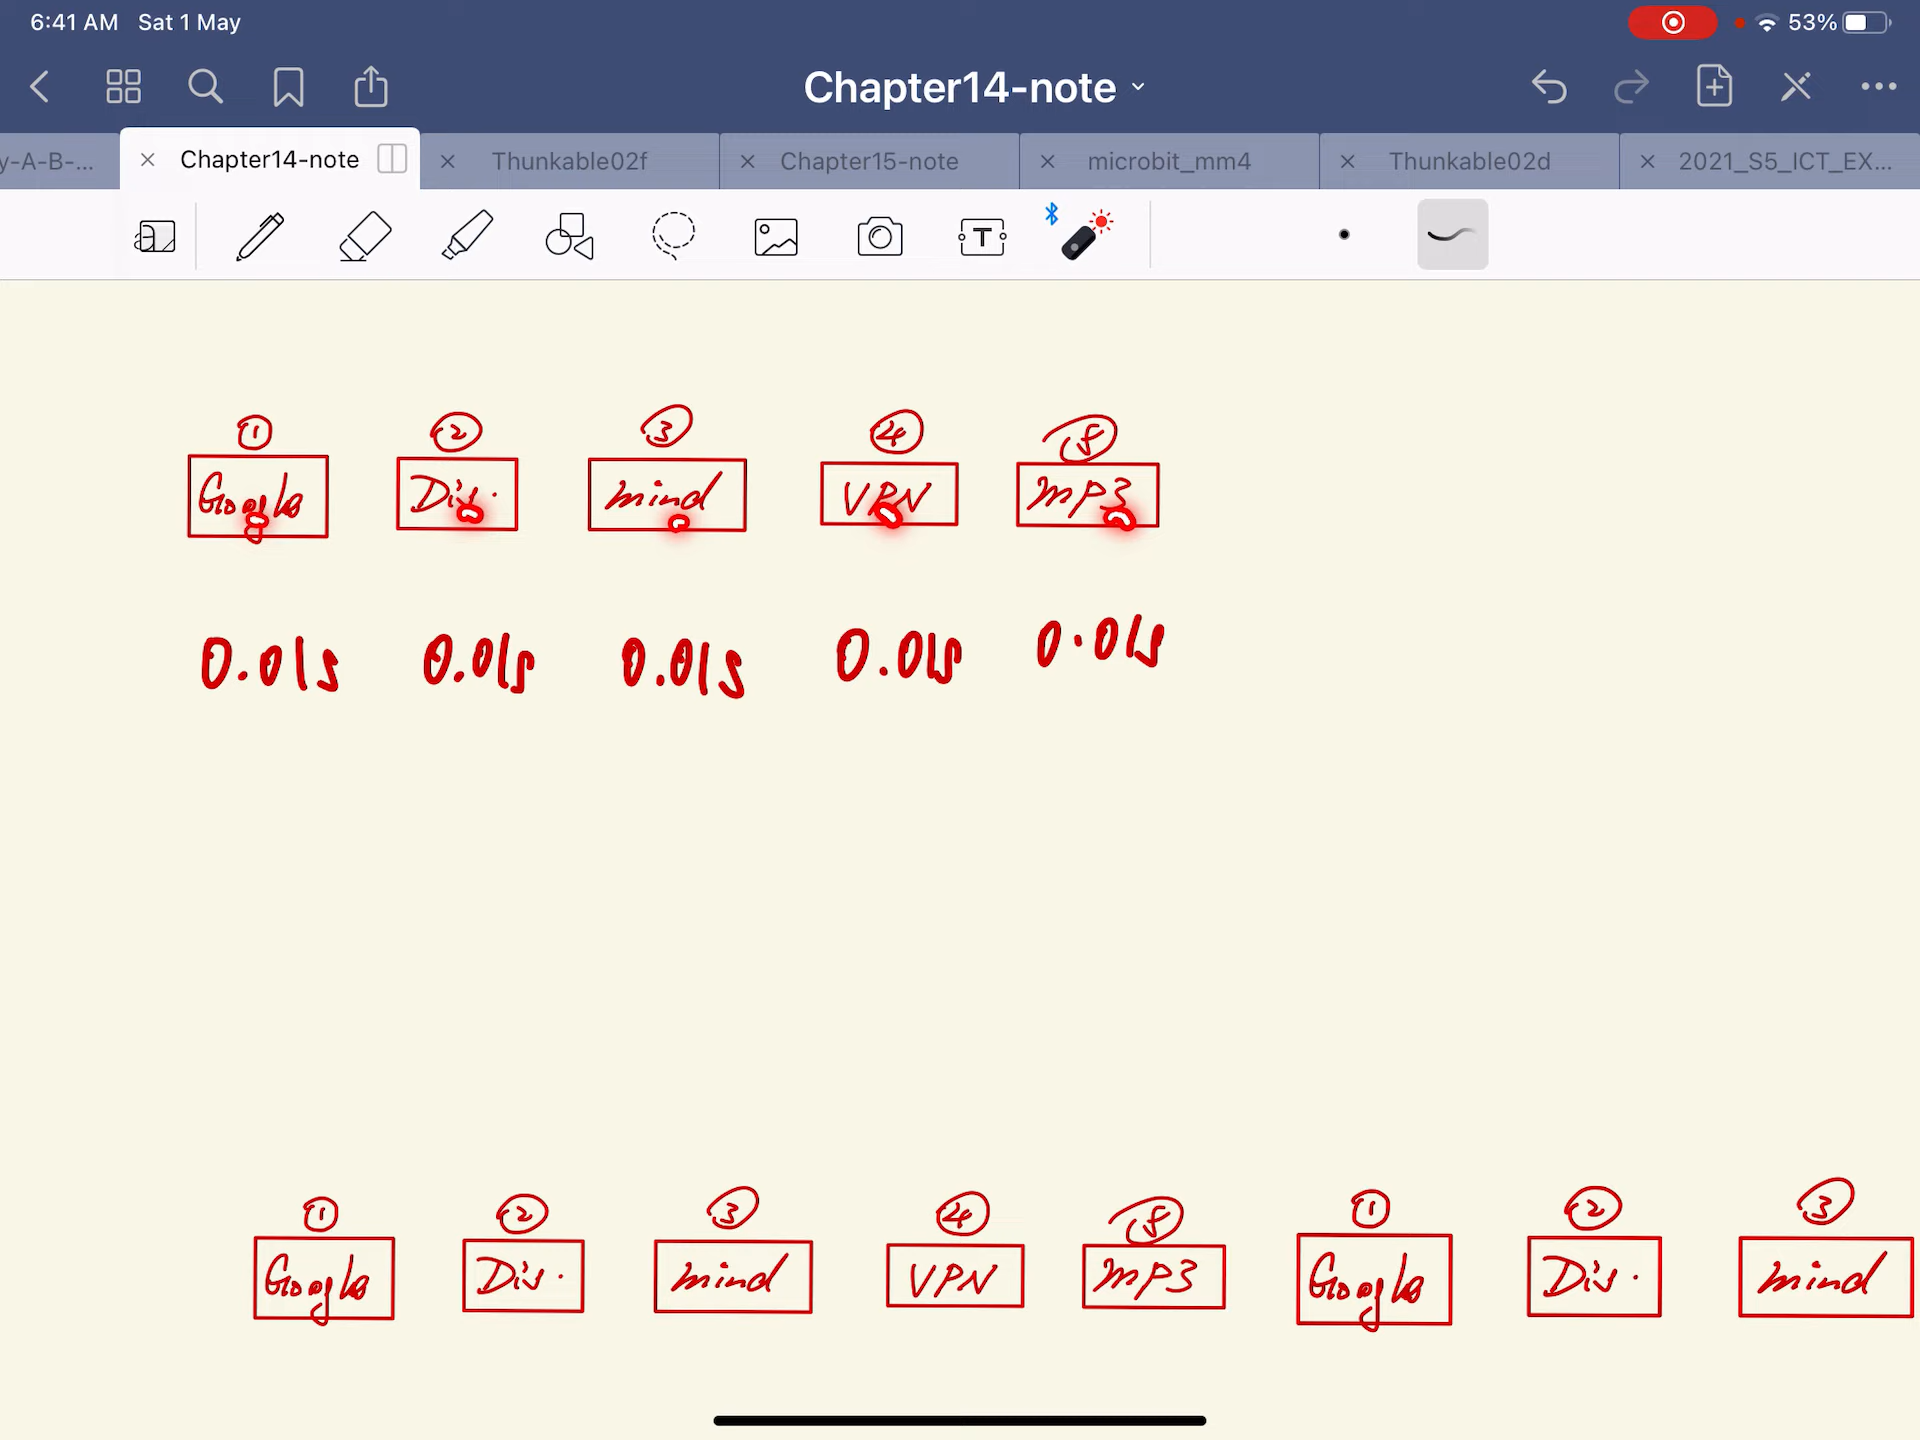 6:41 AM Sat 1 May 53%
Chapter14-note
y-A-B-... Chapter14-note Thunkable02f Chapter15-note microbit_mm4 Thunkable02d 2021_S5_ICT_EX...
T
① ② ③ ④ ⑤
Google Dis. mind VPN MP3
0.01s 0.01s 0.01s 0.01s 0.01s
① ② ③ ④ ⑤ ① ② ③
Google Dis. mind VPN MP3 Google Dis. mind